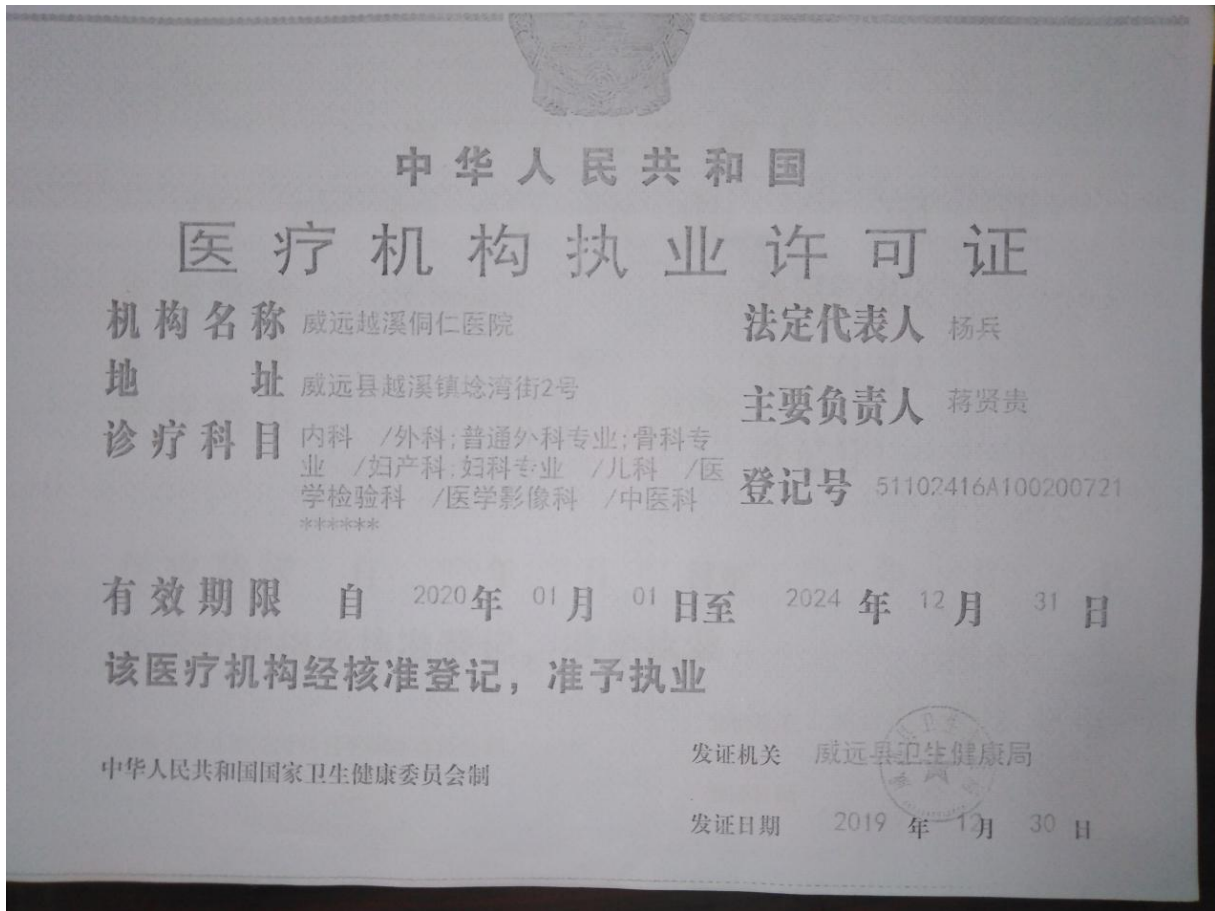 中华人民共和国
医疗机构执业许可证
机构名称 威远越溪侗仁医院
法定代表人 杨兵
地址 威远县越溪镇埝湾街2号
主要负责人 蒋贤贵
诊疗科目 内科 /外科;普通外科专业;骨科专
业 /妇产科;妇科专业 /儿科 /医
学检验科 /医学影像科 /中医科
******
登记号 51102416A100200721
有效期限 自 2020年 01月 01日至 2024年 12月 31日
该医疗机构经核准登记，准予执业
发证机关 威远县卫生健康局
中华人民共和国国家卫生健康委员会制
发证日期 2019年 12月 30日